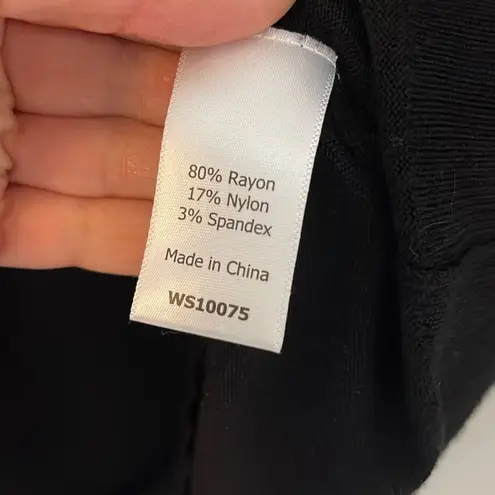 80% Rayon
17% Nylon
3% Spandex
Made in China
WS10075